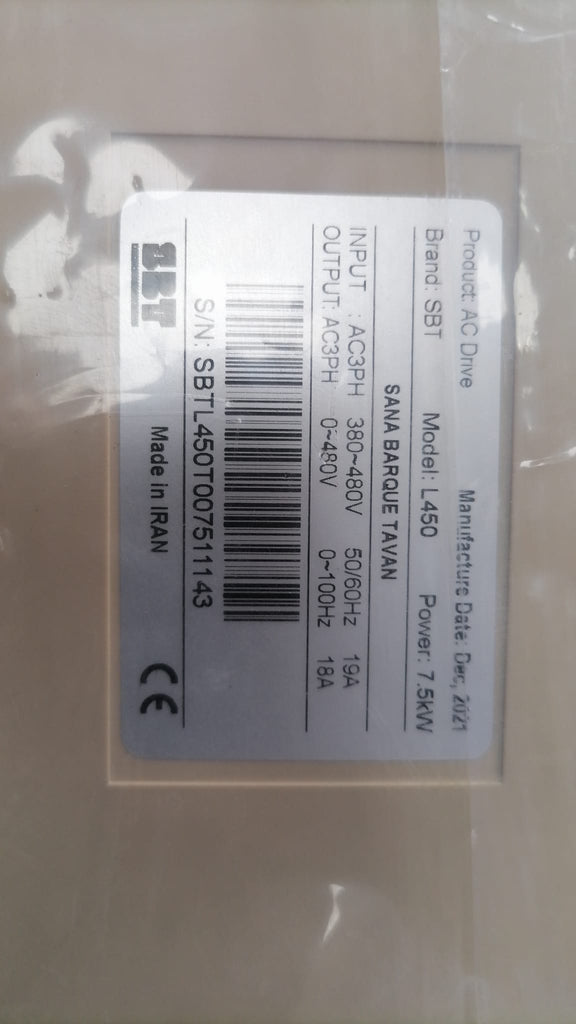 Product: AC Drive Manufacture Date: Dec, 2021
Brand: SBT Model: L450 Power: 7.5kW
SANA BARQUE TAVAN
INPUT : AC3PH 380~480V 50/60Hz 19A
OUTPUT: AC3PH 0~480V 0~100Hz 18A
S/N: SBTL450T007511143
SBT Made in IRAN CE